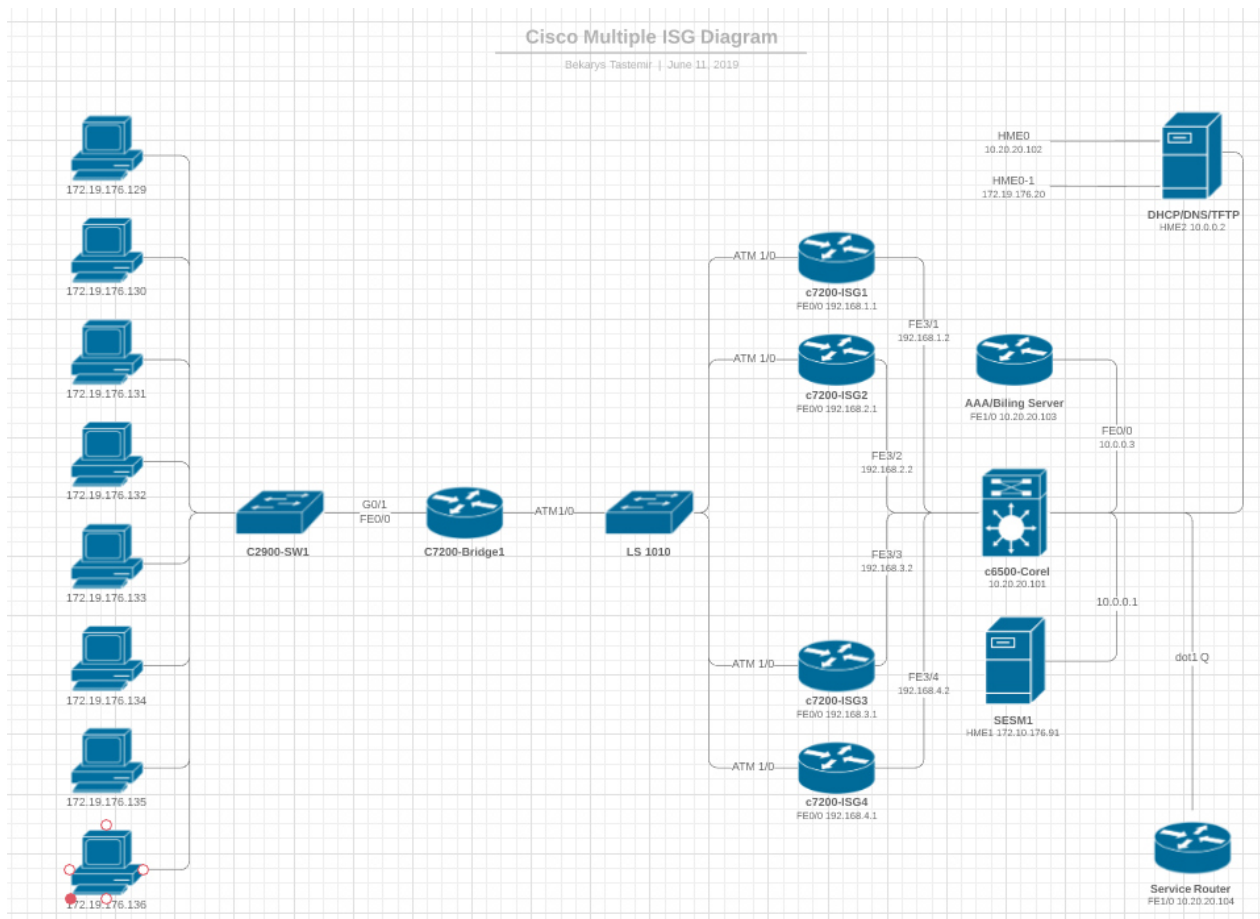 Cisco Multiple ISG Diagram
Bekarys Tastemir | June 11, 2019
172.19.176.129
172.19.176.130
172.19.176.131
172.19.176.132
172.19.176.133
172.19.176.134
172.19.176.135
172.19.176.136
C2900-SW1
G0/1
FE0/0
C7200-Bridge1
ATM1/0
LS 1010
ATM 1/0
c7200-ISG1
FE0/0 192.168.1.1
ATM 1/0
c7200-ISG2
FE0/0 192.168.2.1
ATM 1/0
c7200-ISG3
FE0/0 192.168.3.1
ATM 1/0
c7200-ISG4
FE0/0 192.168.4.1
FE3/1
192.168.1.2
FE3/2
192.168.2.2
FE3/3
192.168.3.2
FE3/4
192.168.4.2
HME0
10.20.20.102
HME0-1
172.19.176.20
DHCP/DNS/TFTP
HME2 10.0.0.2
AAA/Biling Server
FE1/0 10.20.20.103
FE0/0
10.0.0.3
c6500-Corel
10.20.20.101
10.0.0.1
SESM1
HME1 172.10.176.91
dot1 Q
Service Router
FE1/0 10.20.20.104